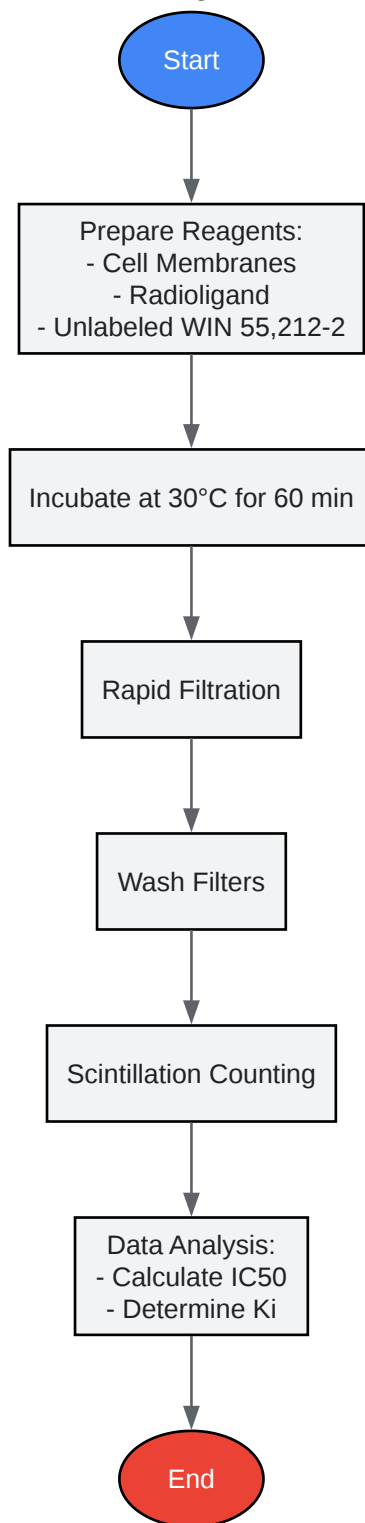 Start
Prepare Reagents:
- Cell Membranes
- Radioligand
- Unlabeled WIN 55,212-2
Incubate at 30°C for 60 min
Rapid Filtration
Wash Filters
Scintillation Counting
Data Analysis:
- Calculate IC50
- Determine Ki
End